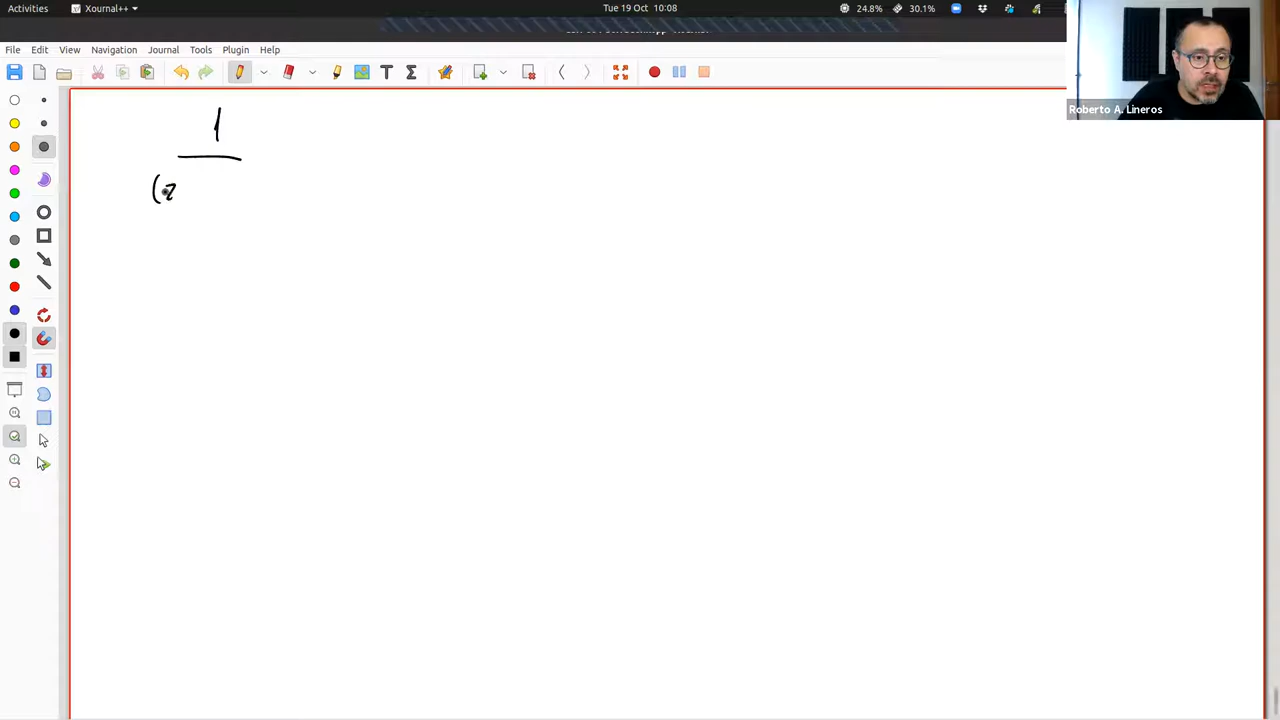 Activities Xournal++ Tue 19 Oct 10:08 24.8% 30.1%
File Edit View Navigation Journal Tools Plugin Help
Roberto A. Lineros
1
(z